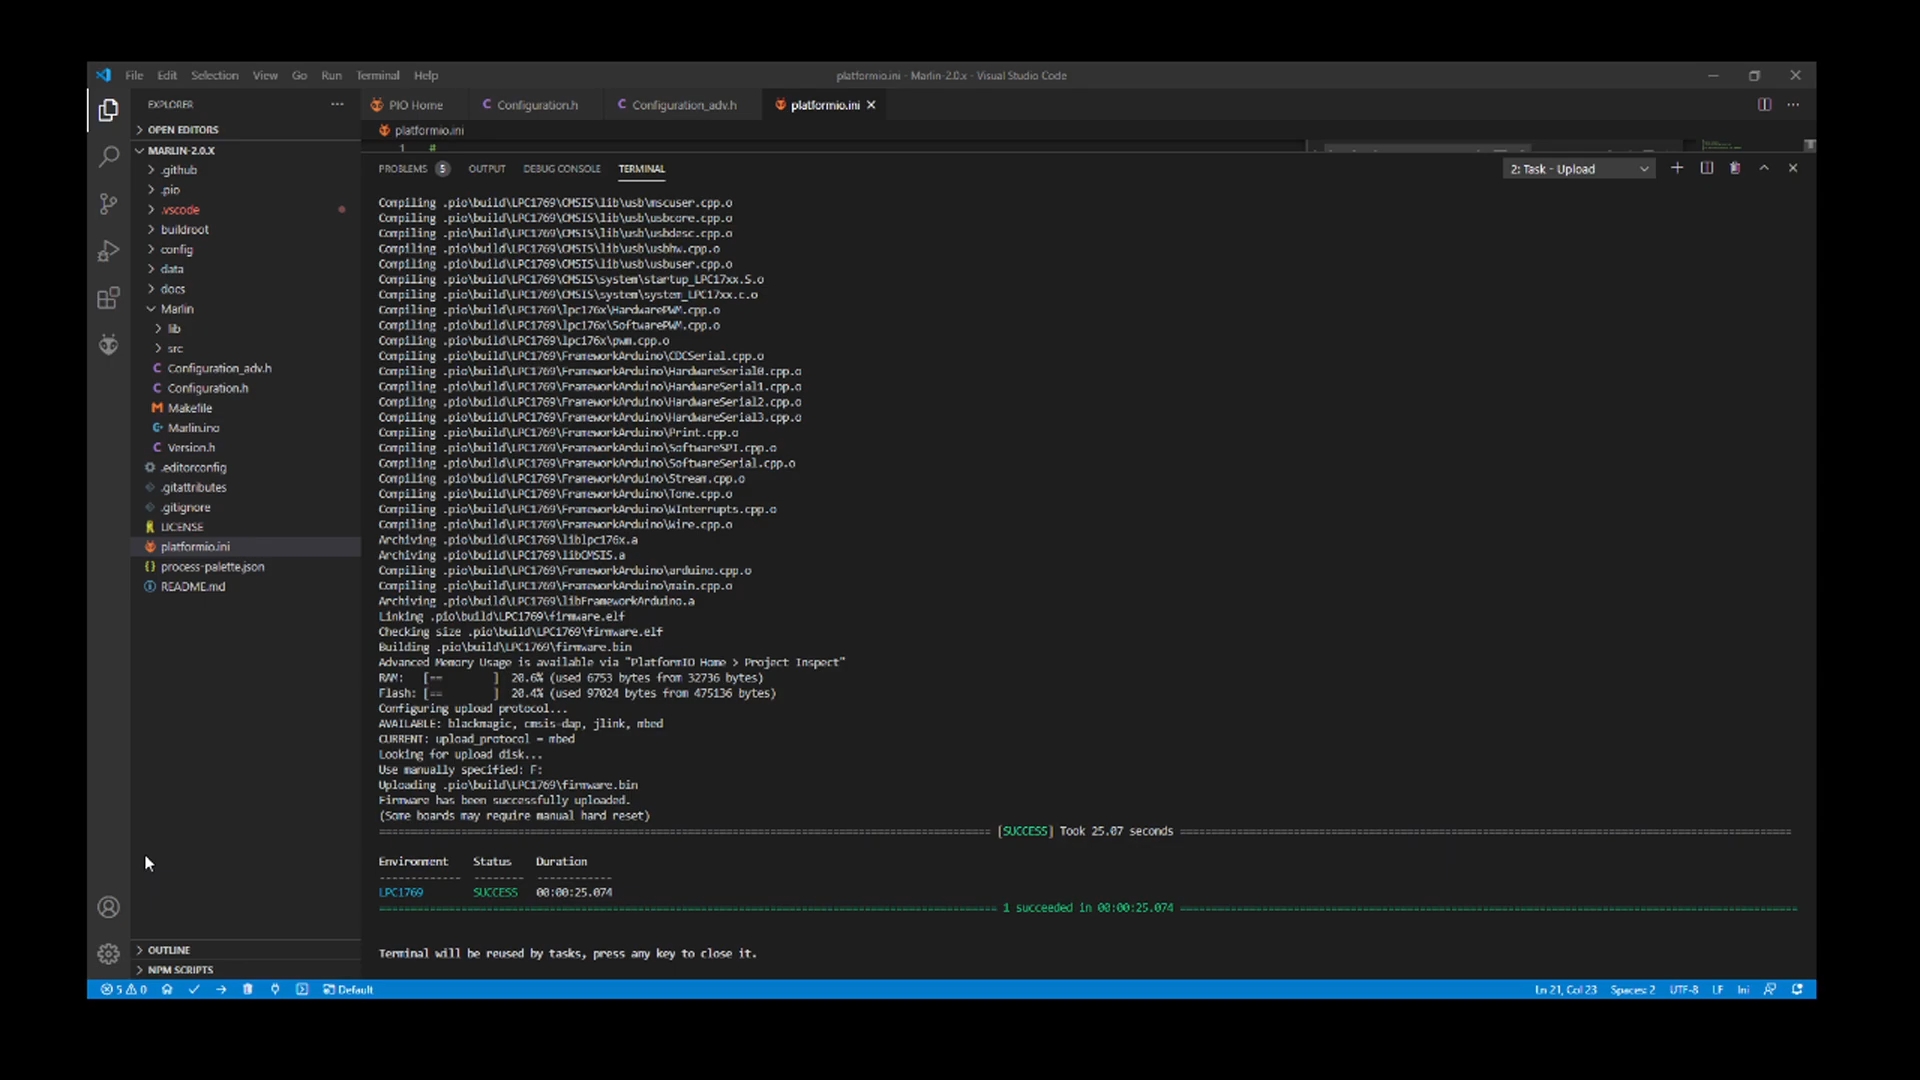 File Edit Selection View Go Run Terminal Help
platformio.ini - Marlin-2.0.x - Visual Studio Code
EXPLORER
PIO Home
Configuration.h
Configuration_adv.h
platformio.ini
OPEN EDITORS
platformio.ini
MARLIN-2.0.X
1 #
.github
PROBLEMS 5 OUTPUT DEBUG CONSOLE TERMINAL
2: Task - Upload
.pio
.vscode
buildroot
config
data
docs
Marlin
lib
src
Configuration_adv.h
Configuration.h
Makefile
Marlin.ino
Version.h
.editorconfig
.gitattributes
.gitignore
LICENSE
platformio.ini
process-palette.json
README.md
OUTLINE
NPM SCRIPTS
Compiling .pio\build\LPC1769\CMSIS\lib\usb\mscuser.cpp.o
Compiling .pio\build\LPC1769\CMSIS\lib\usb\usbcore.cpp.o
Compiling .pio\build\LPC1769\CMSIS\lib\usb\usbdesc.cpp.o
Compiling .pio\build\LPC1769\CMSIS\lib\usb\usbhw.cpp.o
Compiling .pio\build\LPC1769\CMSIS\lib\usb\usbuser.cpp.o
Compiling .pio\build\LPC1769\CMSIS\system\startup_LPC17xx.S.o
Compiling .pio\build\LPC1769\CMSIS\system\system_LPC17xx.c.o
Compiling .pio\build\LPC1769\lpc176x\HardwarePWM.cpp.o
Compiling .pio\build\LPC1769\lpc176x\SoftwarePWM.cpp.o
Compiling .pio\build\LPC1769\lpc176x\pwm.cpp.o
Compiling .pio\build\LPC1769\FrameworkArduino\CDCSerial.cpp.o
Compiling .pio\build\LPC1769\FrameworkArduino\HardwareSerial0.cpp.o
Compiling .pio\build\LPC1769\FrameworkArduino\HardwareSerial1.cpp.o
Compiling .pio\build\LPC1769\FrameworkArduino\HardwareSerial2.cpp.o
Compiling .pio\build\LPC1769\FrameworkArduino\HardwareSerial3.cpp.o
Compiling .pio\build\LPC1769\FrameworkArduino\Print.cpp.o
Compiling .pio\build\LPC1769\FrameworkArduino\SoftwareSPI.cpp.o
Compiling .pio\build\LPC1769\FrameworkArduino\SoftwareSerial.cpp.o
Compiling .pio\build\LPC1769\FrameworkArduino\Stream.cpp.o
Compiling .pio\build\LPC1769\FrameworkArduino\Tone.cpp.o
Compiling .pio\build\LPC1769\FrameworkArduino\WInterrupts.cpp.o
Compiling .pio\build\LPC1769\FrameworkArduino\Wire.cpp.o
Archiving .pio\build\LPC1769\liblpc176x.a
Archiving .pio\build\LPC1769\libCMSIS.a
Compiling .pio\build\LPC1769\FrameworkArduino\arduino.cpp.o
Compiling .pio\build\LPC1769\FrameworkArduino\main.cpp.o
Archiving .pio\build\LPC1769\libFrameworkArduino.a
Linking .pio\build\LPC1769\firmware.elf
Checking size .pio\build\LPC1769\firmware.elf
Building .pio\build\LPC1769\firmware.bin
Advanced Memory Usage is available via "PlatformIO Home > Project Inspect"
RAM: [== ] 20.6% (used 6753 bytes from 32736 bytes)
Flash: [== ] 20.4% (used 97024 bytes from 475136 bytes)
Configuring upload protocol...
AVAILABLE: blackmagic, cmsis-dap, jlink, mbed
CURRENT: upload_protocol = mbed
Looking for upload disk...
Use manually specified: F:
Uploading .pio\build\LPC1769\firmware.bin
Firmware has been successfully uploaded.
(Some boards may require manual hard reset)
[SUCCESS] Took 25.07 seconds
Environment Status Duration
LPC1769 SUCCESS 00:00:25.074
1 succeeded in 00:00:25.074
Terminal will be reused by tasks, press any key to close it.
5 0 Default
Ln 21, Col 23 Spaces: 2 UTF-8 LF Ini